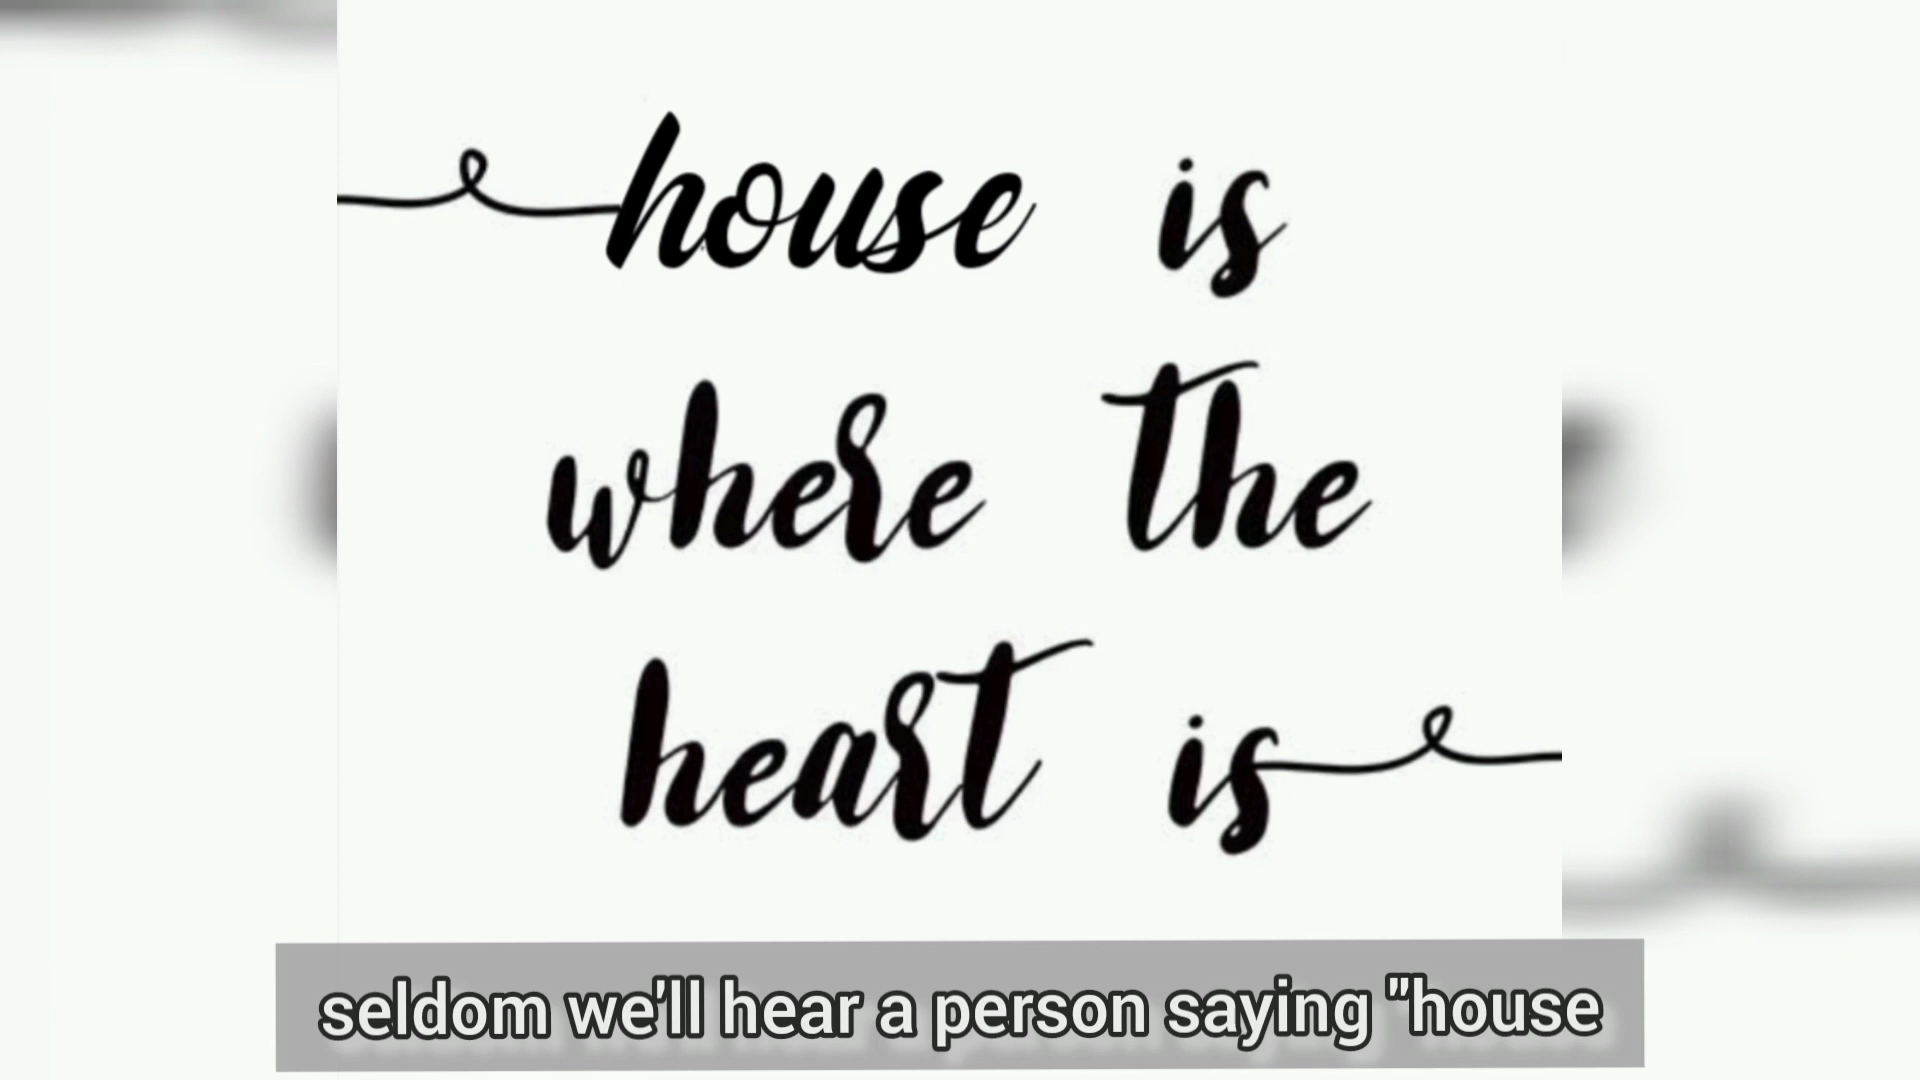 house is
where the
heart is
seldom we'll hear a person saying "house